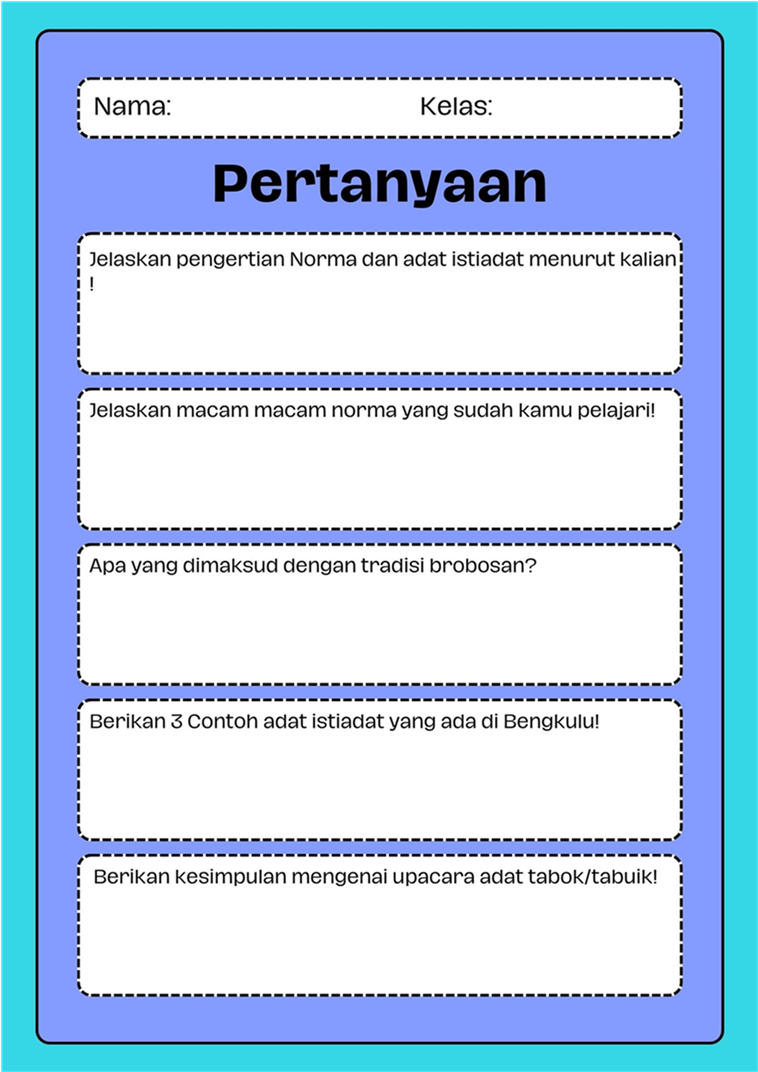 Nama: Kelas:
Pertanyaan
Jelaskan pengertian Norma dan adat istiadat menurut kalian
!
Jelaskan macam macam norma yang sudah kamu pelajari!
Apa yang dimaksud dengan tradisi brobosan?
Berikan 3 Contoh adat istiadat yang ada di Bengkulu!
Berikan kesimpulan mengenai upacara adat tabok/tabuik!